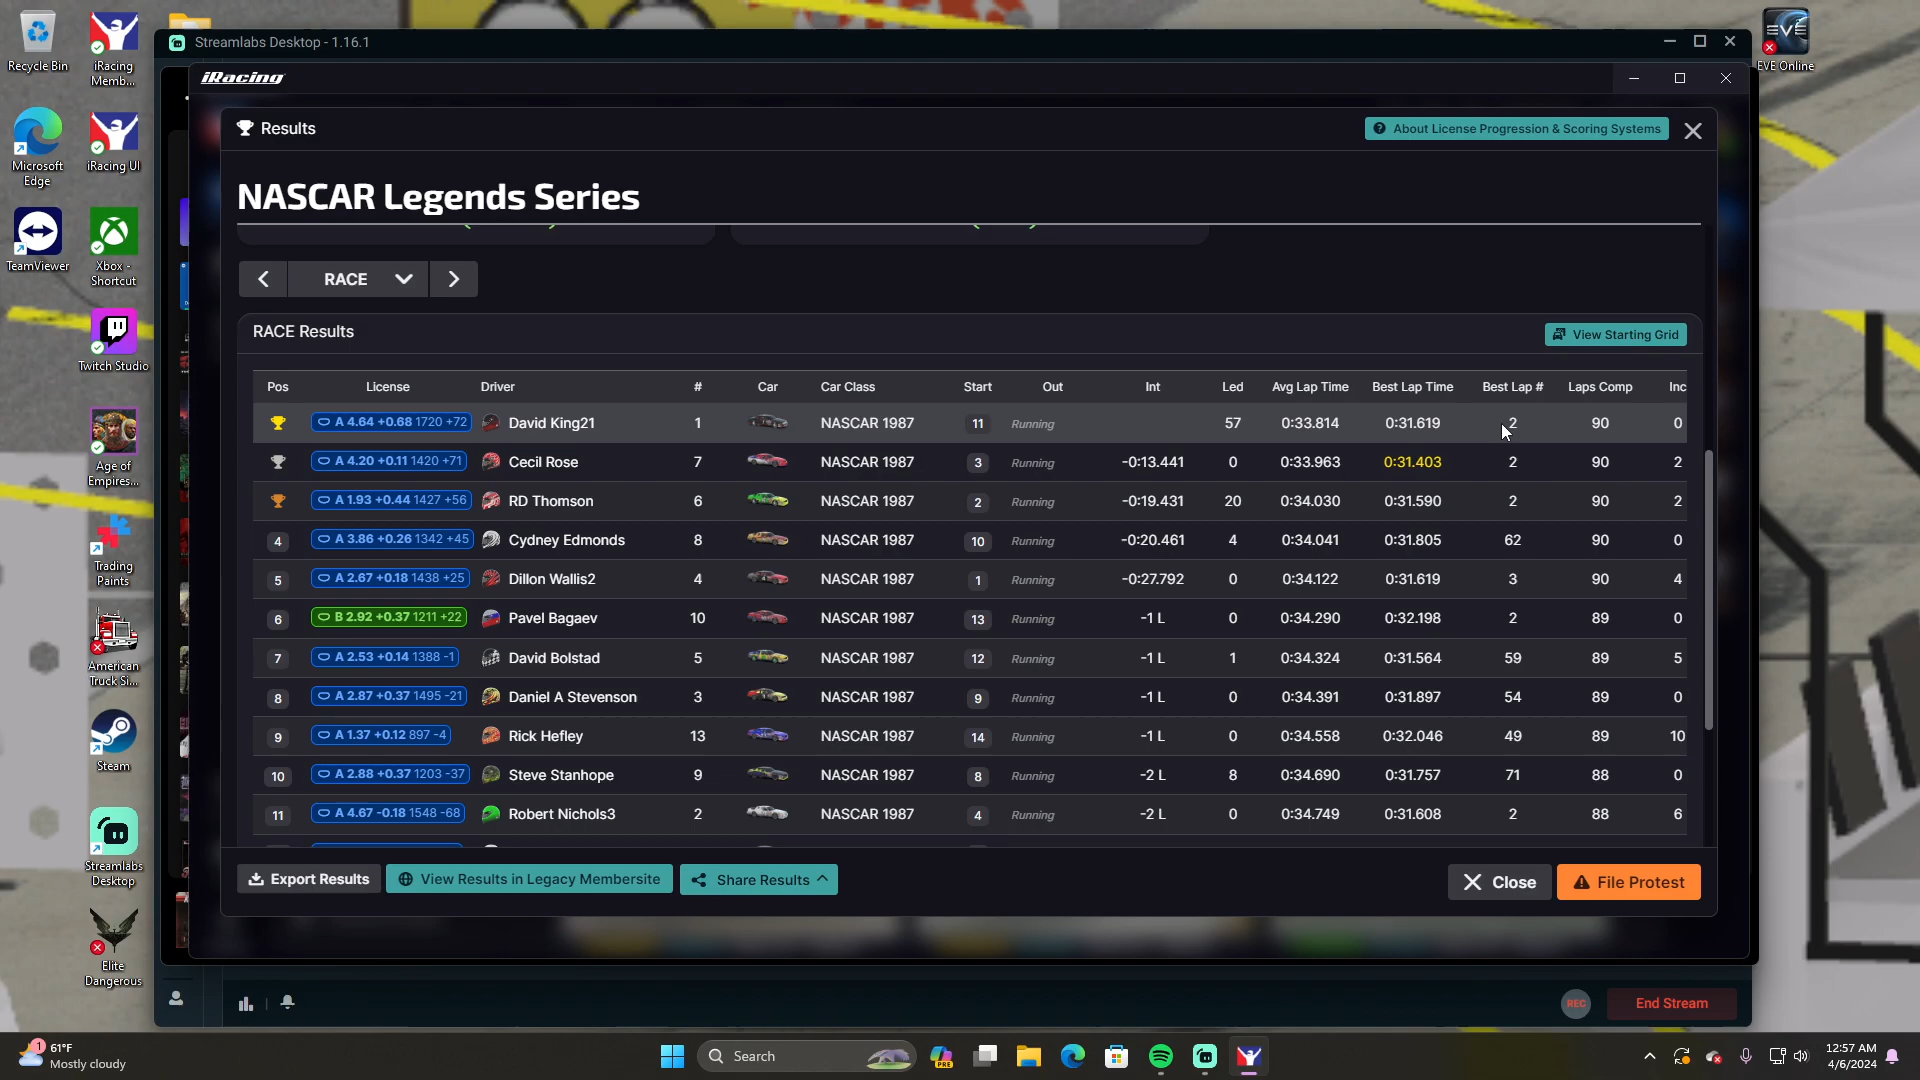 Recycle Bin
iRacing
Memb...
Microsoft
Edge
iRacing UI
TeamViewer
Xbox -
Shortcut
Twitch Studio
Age of
Empires...
Trading
Paints
American
Truck Si...
Steam
Streamlabs
Desktop
Elite
Dangerous
EVE
EVE Online
Streamlabs Desktop - 1.16.1
iRacing
Results
About License Progression & Scoring Systems
NASCAR Legends Series
RACE
RACE Results
View Starting Grid
Pos License Driver # Car Car Class Start Out Int Led Avg Lap Time Best Lap Time Best Lap # Laps Comp Inc
A 4.64 +0.68 1720 +72 David King21 1 NASCAR 1987 11 Running 57 0:33.814 0:31.619 2 90 0
A 4.20 +0.11 1420 +71 Cecil Rose 7 NASCAR 1987 3 Running -0:13.441 0 0:33.963 0:31.403 2 90 2
A 1.93 +0.44 1427 +56 RD Thomson 6 NASCAR 1987 2 Running -0:19.431 20 0:34.030 0:31.590 2 90 2
4 A 3.86 +0.26 1342 +45 Cydney Edmonds 8 NASCAR 1987 10 Running -0:20.461 4 0:34.041 0:31.805 62 90 0
5 A 2.67 +0.18 1438 +25 Dillon Wallis2 4 NASCAR 1987 1 Running -0:27.792 0 0:34.122 0:31.619 3 90 4
6 B 2.92 +0.37 1211 +22 Pavel Bagaev 10 NASCAR 1987 13 Running -1 L 0 0:34.290 0:32.198 2 89 0
7 A 2.53 +0.14 1388 -1 David Bolstad 5 NASCAR 1987 12 Running -1 L 1 0:34.324 0:31.564 59 89 5
8 A 2.87 +0.37 1495 -21 Daniel A Stevenson 3 NASCAR 1987 9 Running -1 L 0 0:34.391 0:31.897 54 89 0
9 A 1.37 +0.12 897 -4 Rick Hefley 13 NASCAR 1987 14 Running -1 L 0 0:34.558 0:32.046 49 89 10
10 A 2.88 +0.37 1203 -37 Steve Stanhope 9 NASCAR 1987 8 Running -2 L 8 0:34.690 0:31.757 71 88 0
11 A 4.67 -0.18 1548 -68 Robert Nichols3 2 NASCAR 1987 4 Running -2 L 0 0:34.749 0:31.608 2 88 6
Export Results
View Results in Legacy Membersite
Share Results
Close
File Protest
REC
End Stream
1
61°F
Mostly cloudy
Search
PRE
12:57 AM
4/6/2024